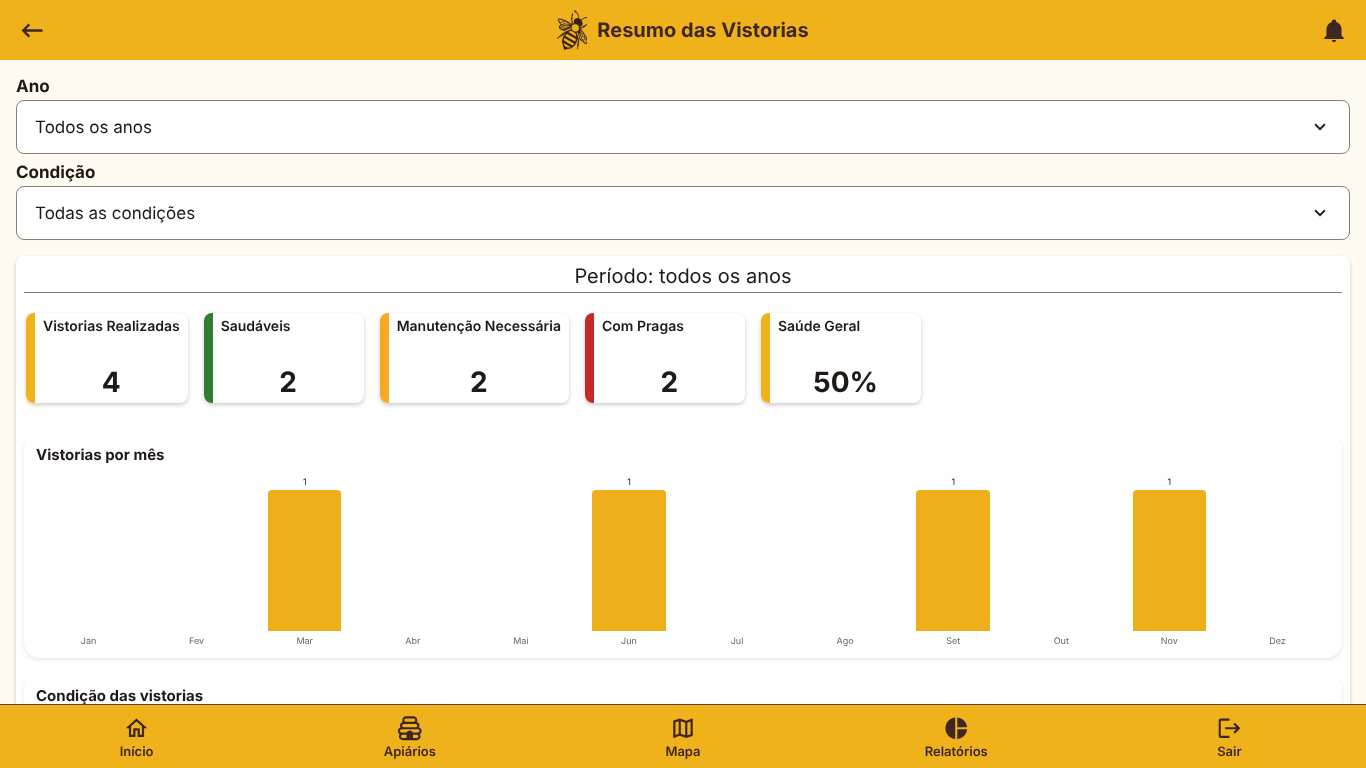 Resumo das Vistorias
Ano
Todos os anos
Condição
Todas as condições
Período: todos os anos
Vistorias Realizadas
4
Saudáveis
2
Manutenção Necessária
2
Com Pragas
2
Saúde Geral
50%
Vistorias por mês
1 1 1 1
Jan Fev Mar Abr Mai Jun Jul Ago Set Out Nov Dez
Condição das vistorias
Início Apiários Mapa Relatórios Sair